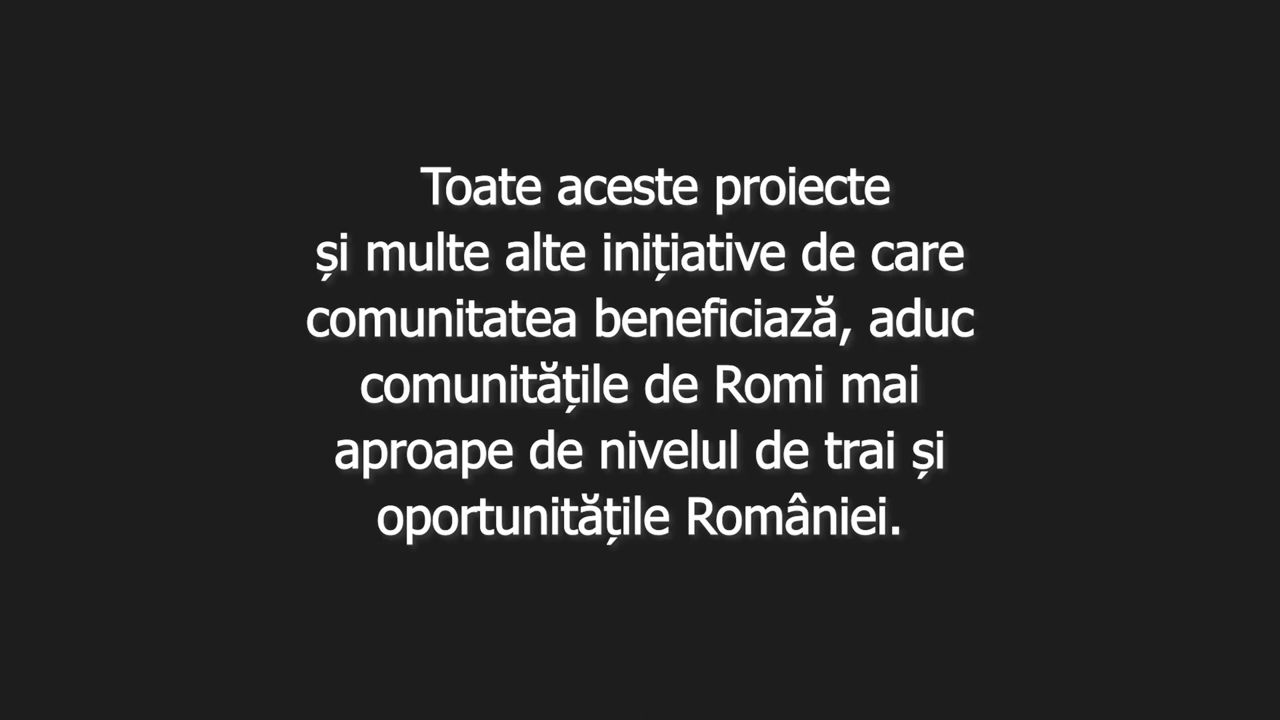 Toate aceste proiecte
și multe alte inițiative de care
comunitatea beneficiază, aduc
comunitățile de Romi mai
aproape de nivelul de trai și
oportunitățile României.